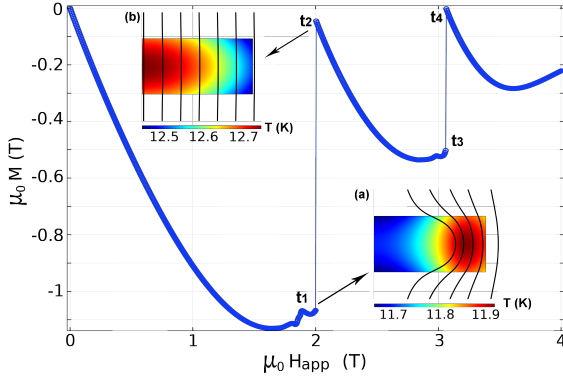 (b)
T (K)
12.5 12.6 12.7
t2
t4
t3
(a)
T (K)
11.7 11.8 11.9
t1
0
-0.2
-0.4
-0.6
-0.8
-1
μ0 M (T)
0 1 2 3 4
μ0 Happ (T)